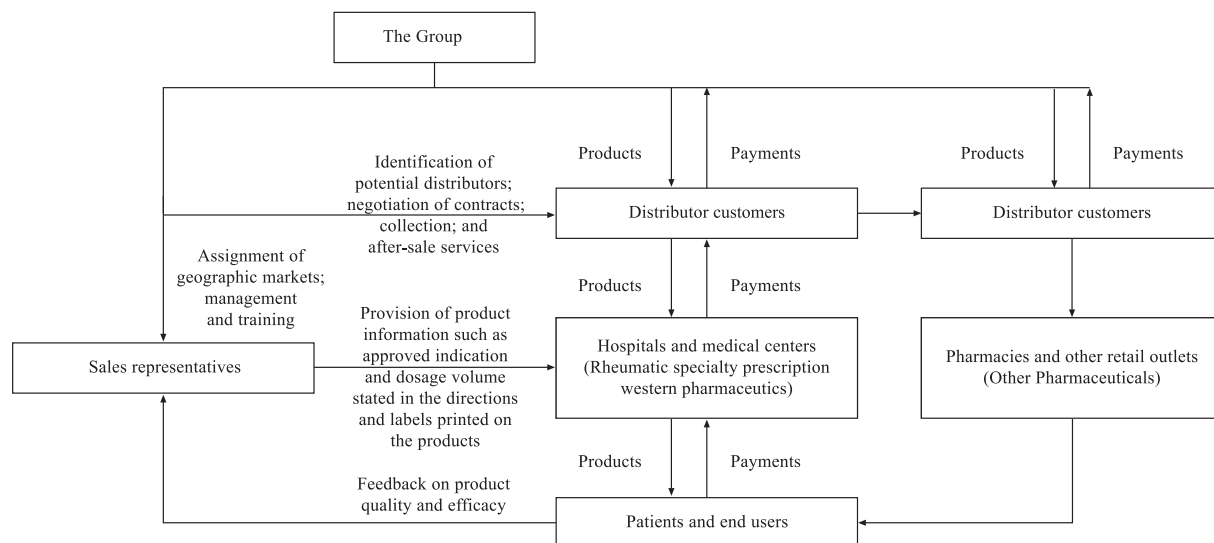 The Group
Products
Payments
Products
Payments
Identification of
potential distributors;
negotiation of contracts;
collection; and
after-sale services
Distributor customers
Distributor customers
Assignment of
geographic markets;
management
and training
Products
Payments
Provision of product
information such as
approved indication
and dosage volume
stated in the directions
and labels printed on
the products
Sales representatives
Hospitals and medical centers
(Rheumatic specialty prescription
western pharmaceutics)
Pharmacies and other retail outlets
(Other Pharmaceuticals)
Products
Payments
Feedback on product
quality and efficacy
Patients and end users